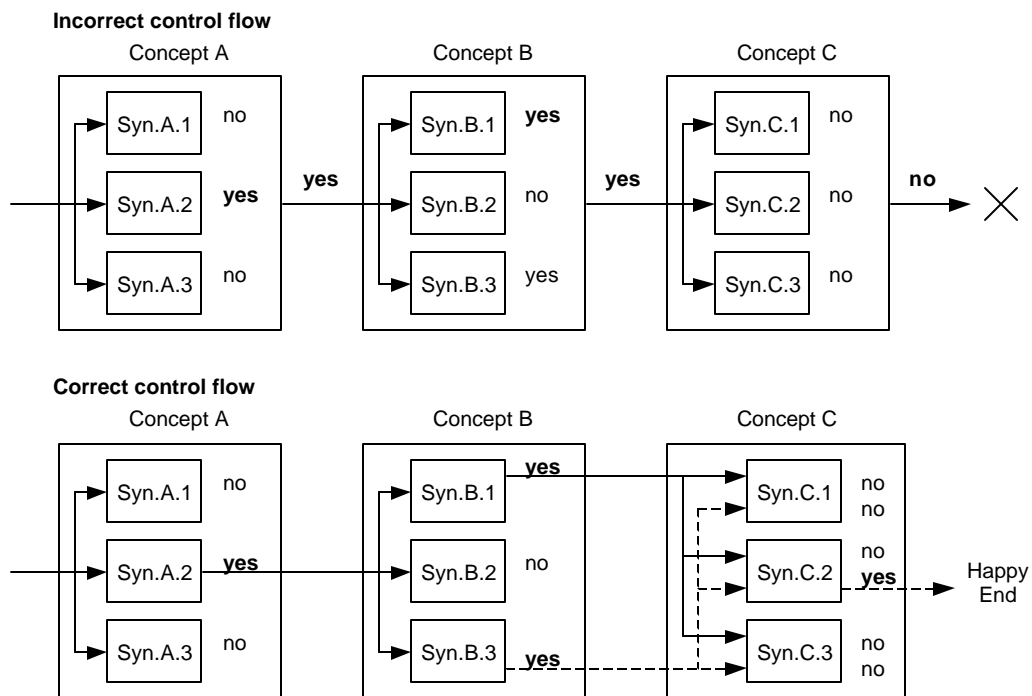 Incorrect control flow
Concept A Concept B Concept C
Syn.A.1 no Syn.B.1 yes Syn.C.1 no
Syn.A.2 yes yes Syn.B.2 no yes Syn.C.2 no no
Syn.A.3 no Syn.B.3 yes Syn.C.3 no
Correct control flow
Concept A Concept B Concept C
Syn.A.1 no Syn.B.1 yes Syn.C.1 no
no
Syn.A.2 yes Syn.B.2 no Syn.C.2 no
yes Happy
End
Syn.A.3 no Syn.B.3 yes Syn.C.3 no
no